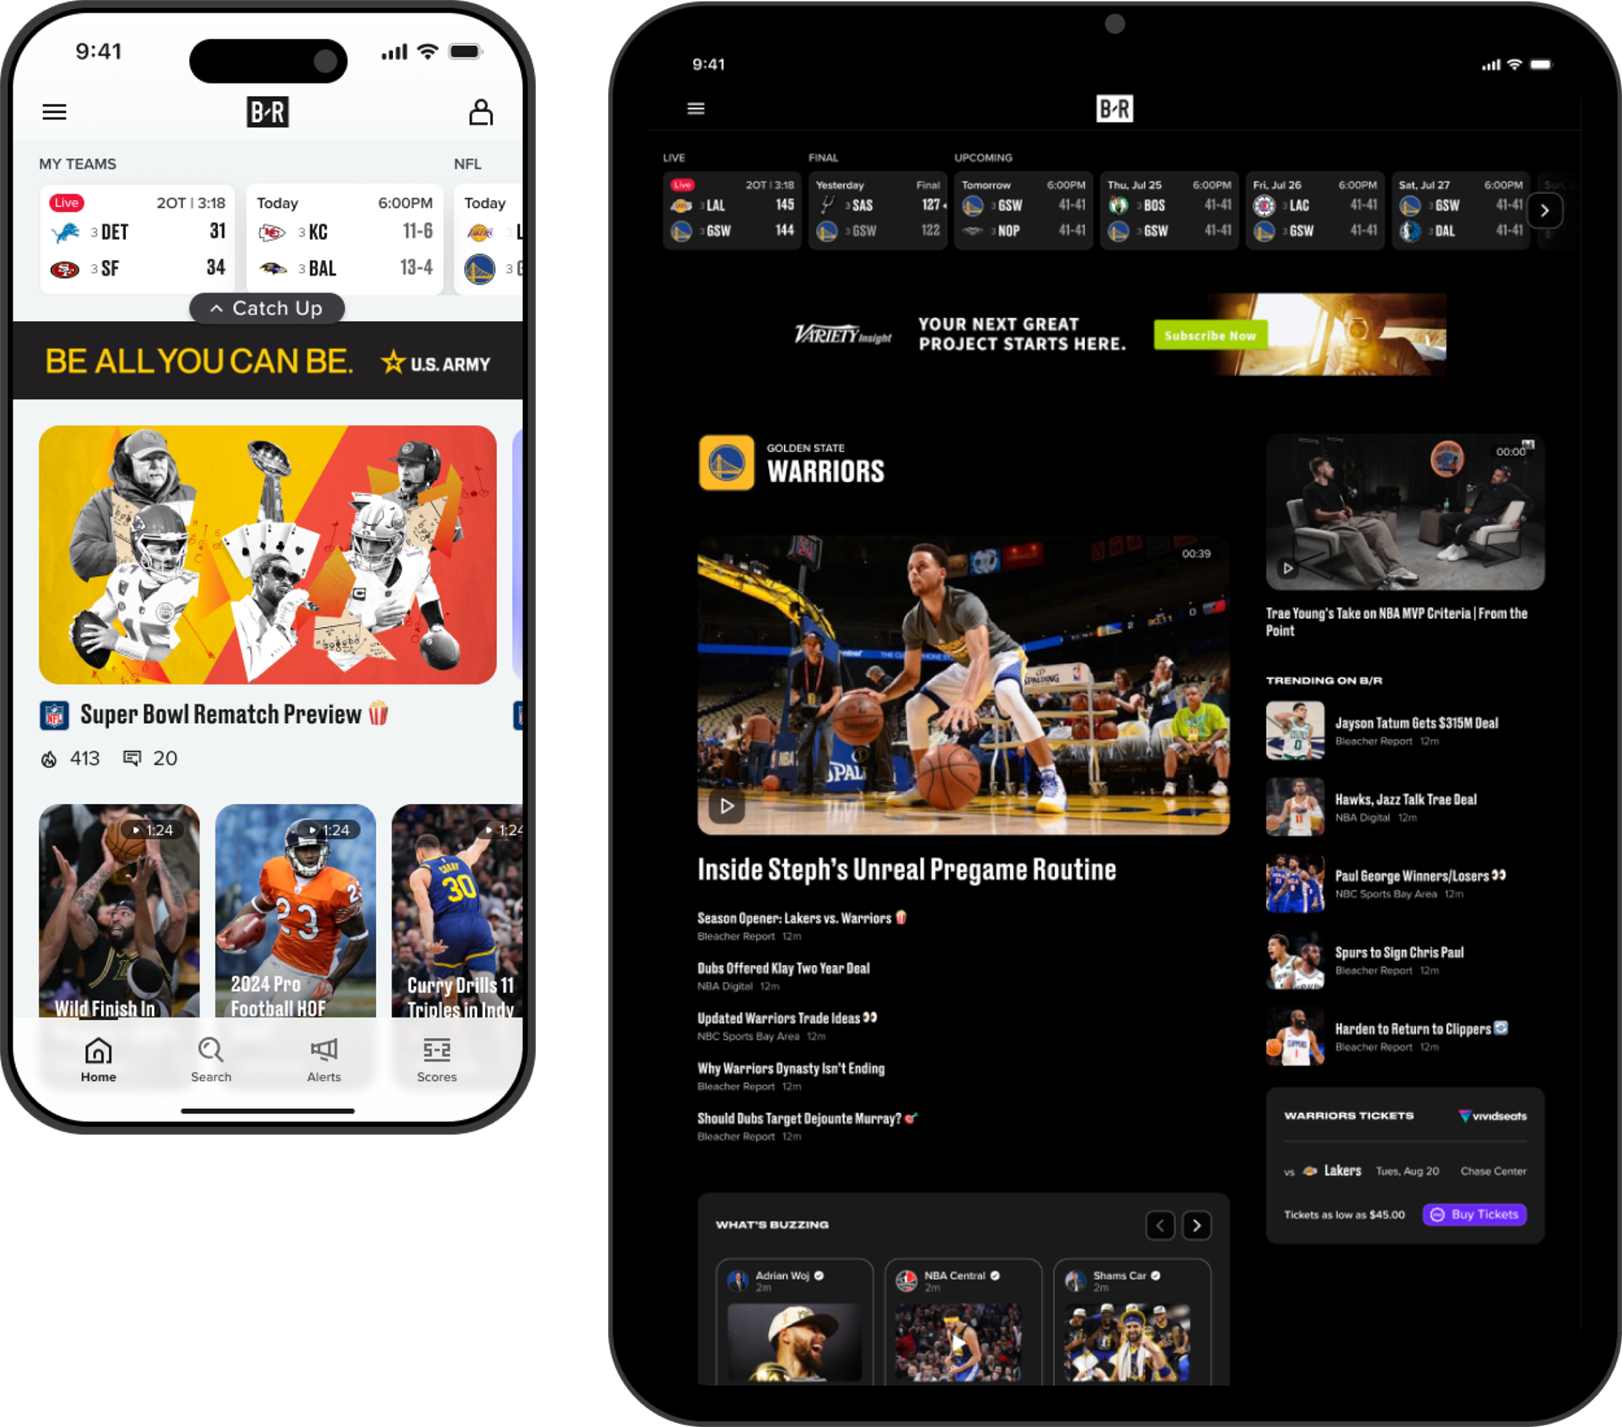 9:41
B/R
MY TEAMS
NFL
Live 2OT | 3:18
3 DET 31
3 SF 34
Today 6:00PM
3 KC 11-6
3 BAL 13-4
Today
3 L
3
Catch Up
BE ALL YOU CAN BE. U.S. ARMY
NFL Super Bowl Rematch Preview 🍿
413 20
1:24
Wild Finish In
1:24
23
2024 Pro
Football HOF
1:24
CURRY
30
Curry Drills 11
Triples in Indy
Home
Search
Alerts
5-2
Scores
9:41
B/R
LIVE
FINAL
UPCOMING
Live 2OT | 3:18
3 LAL 145
3 GSW 144
Yesterday Final
3 SAS 127
3 GSW 122
Tomorrow 6:00PM
3 GSW 41-41
3 NOP 41-41
Thu, Jul 25 6:00PM
3 BOS 41-41
3 GSW 41-41
Fri, Jul 26 6:00PM
3 LAC 41-41
3 GSW 41-41
Sat, Jul 27 6:00PM
3 GSW 41-41
3 DAL 41-41
Sun,
VARIETY Insight
YOUR NEXT GREAT
PROJECT STARTS HERE.
Subscribe Now
GOLDEN STATE
WARRIORS
00:39
SPALDING
Inside Steph's Unreal Pregame Routine
Season Opener: Lakers vs. Warriors 🍿
Bleacher Report 12m
Dubs Offered Klay Two Year Deal
NBA Digital 12m
Updated Warriors Trade Ideas 👀
NBC Sports Bay Area 12m
Why Warriors Dynasty Isn't Ending
Bleacher Report 12m
Should Dubs Target Dejounte Murray? 🎯
Bleacher Report 12m
WHAT'S BUZZING
Adrian Woj
2m
NBA Central
2m
Shams Car
2m
00:00
Trae Young's Take on NBA MVP Criteria | From the
Point
TRENDING ON B/R
Jayson Tatum Gets $315M Deal
Bleacher Report 12m
Hawks, Jazz Talk Trae Deal
NBA Digital 12m
Paul George Winners/Losers 👀
NBC Sports Bay Area 12m
Spurs to Sign Chris Paul
Bleacher Report 12m
Harden to Return to Clippers 🔄
Bleacher Report 12m
WARRIORS TICKETS vividseats
vs Lakers Tues, Aug 20 Chase Center
Tickets as low as $45.00 Buy Tickets